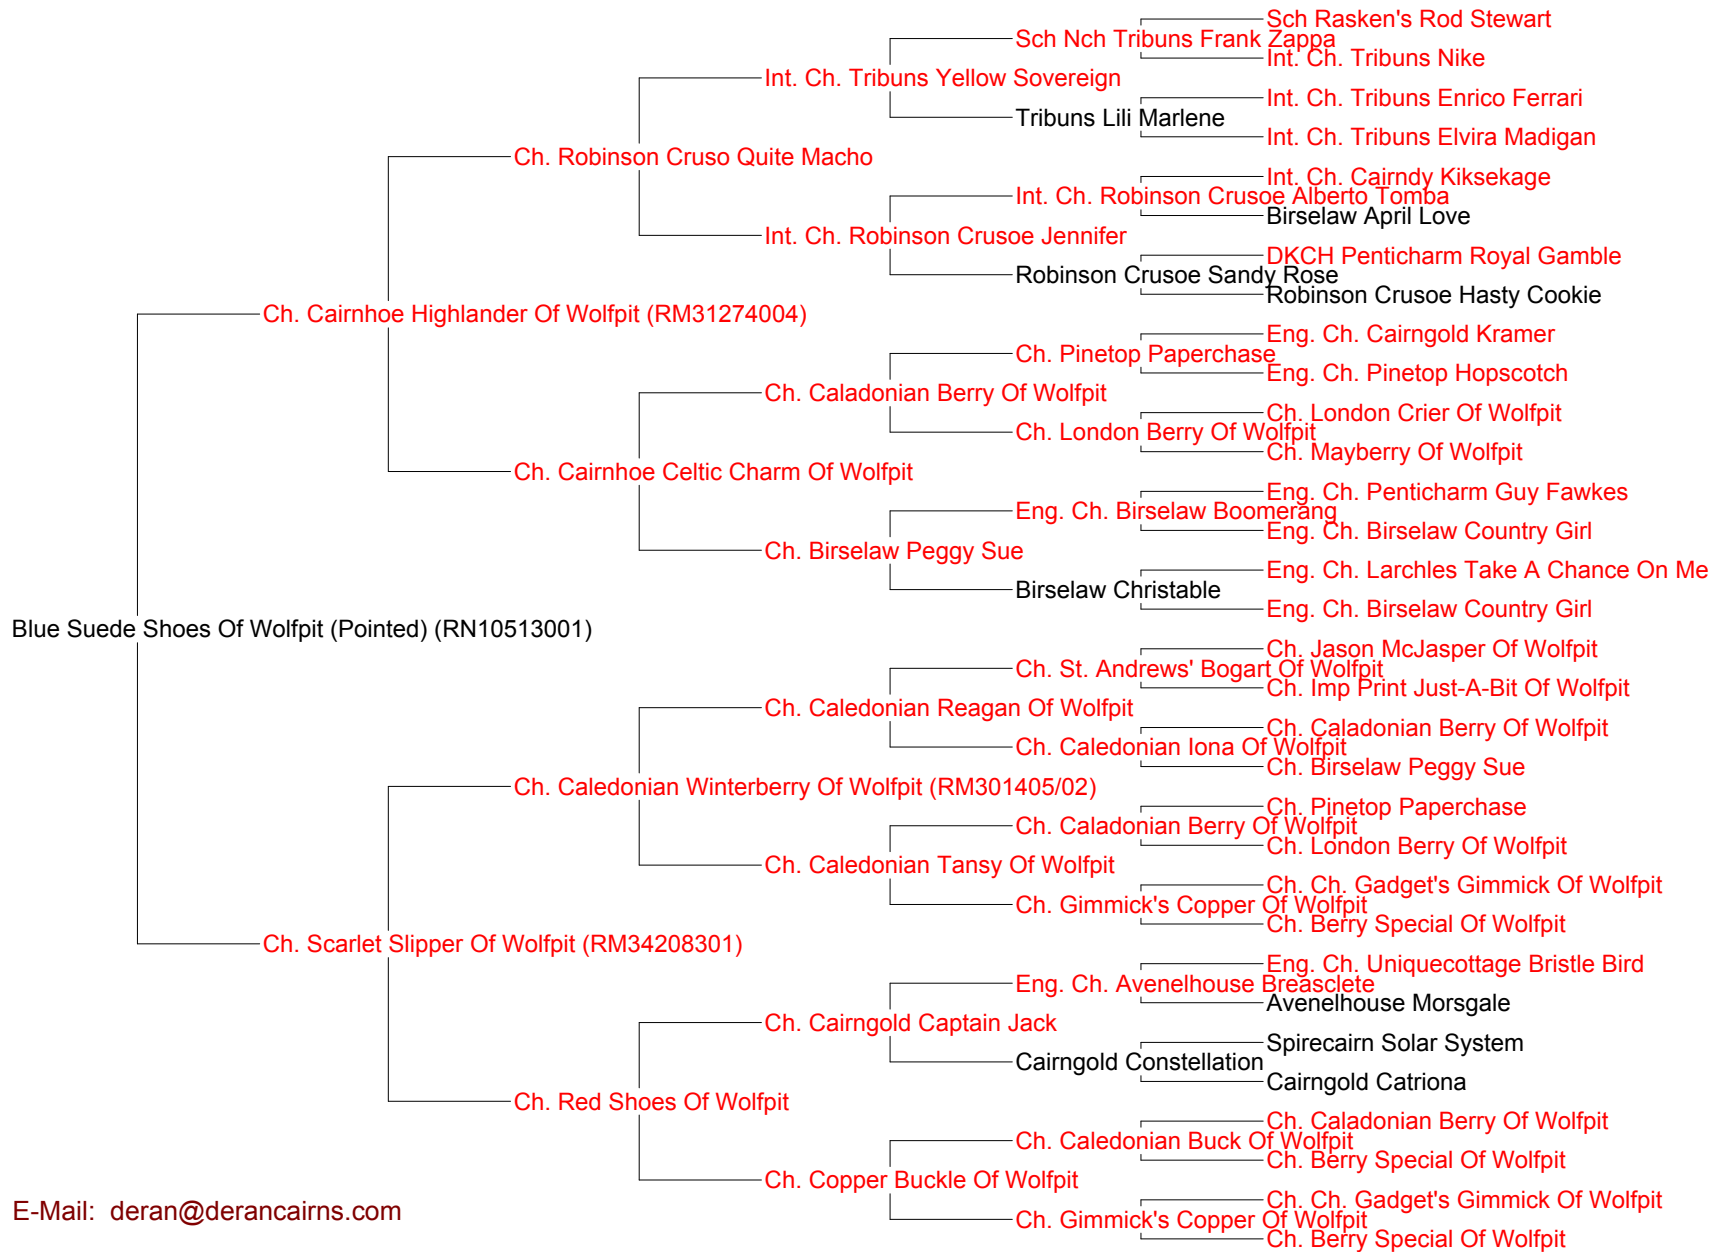 Sch Rasken's Rod Stewart
Sch Nch Tribuns Frank Zappa
Int. Ch. Tribuns Nike
Int. Ch. Tribuns Yellow Sovereign
Int. Ch. Tribuns Enrico Ferrari
Tribuns Lili Marlene
Int. Ch. Tribuns Elvira Madigan
Ch. Robinson Cruso Quite Macho
Int. Ch. Cairndy Kiksekage
Int. Ch. Robinson Crusoe Alberto Tomba
Birselaw April Love
Int. Ch. Robinson Crusoe Jennifer
DKCH Penticharm Royal Gamble
Robinson Crusoe Sandy Rose
Robinson Crusoe Hasty Cookie
Ch. Cairnhoe Highlander Of Wolfpit (RM31274004)
Eng. Ch. Cairngold Kramer
Ch. Pinetop Paperchase
Eng. Ch. Pinetop Hopscotch
Ch. Caladonian Berry Of Wolfpit
Ch. London Crier Of Wolfpit
Ch. London Berry Of Wolfpit
Ch. Mayberry Of Wolfpit
Ch. Cairnhoe Celtic Charm Of Wolfpit
Eng. Ch. Penticharm Guy Fawkes
Eng. Ch. Birselaw Boomerang
Eng. Ch. Birselaw Country Girl
Ch. Birselaw Peggy Sue
Eng. Ch. Larchles Take A Chance On Me
Birselaw Christable
Eng. Ch. Birselaw Country Girl
Blue Suede Shoes Of Wolfpit (Pointed) (RN10513001)
Ch. Jason McJasper Of Wolfpit
Ch. St. Andrews' Bogart Of Wolfpit
Ch. Imp Print Just-A-Bit Of Wolfpit
Ch. Caledonian Reagan Of Wolfpit
Ch. Caladonian Berry Of Wolfpit
Ch. Caledonian Iona Of Wolfpit
Ch. Birselaw Peggy Sue
Ch. Caledonian Winterberry Of Wolfpit (RM301405/02)
Ch. Pinetop Paperchase
Ch. Caladonian Berry Of Wolfpit
Ch. London Berry Of Wolfpit
Ch. Caledonian Tansy Of Wolfpit
Ch. Ch. Gadget's Gimmick Of Wolfpit
Ch. Gimmick's Copper Of Wolfpit
Ch. Berry Special Of Wolfpit
Ch. Scarlet Slipper Of Wolfpit (RM34208301)
Eng. Ch. Uniquecottage Bristle Bird
Eng. Ch. Avenelhouse Breasclete
Avenelhouse Morsgale
Ch. Cairngold Captain Jack
Spirecairn Solar System
Cairngold Constellation
Cairngold Catriona
Ch. Red Shoes Of Wolfpit
Ch. Caladonian Berry Of Wolfpit
Ch. Caledonian Buck Of Wolfpit
Ch. Berry Special Of Wolfpit
Ch. Copper Buckle Of Wolfpit
Ch. Ch. Gadget's Gimmick Of Wolfpit
Ch. Gimmick's Copper Of Wolfpit
Ch. Berry Special Of Wolfpit
E-Mail: deran@derancairns.com